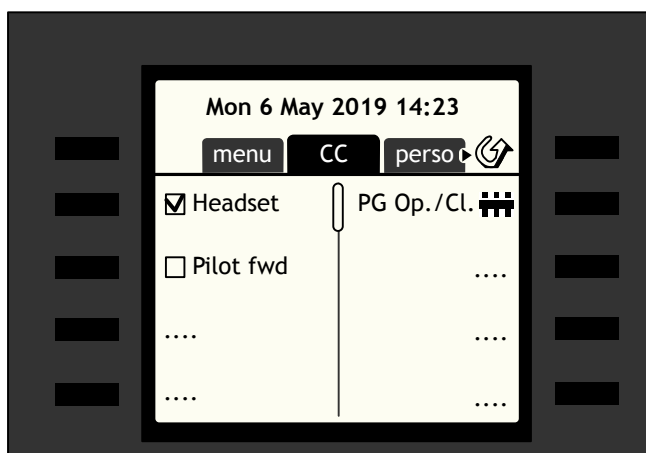 Mon 6 May 2019 14:23
menu CC perso
Headset PG Op./Cl.
Pilot fwd ....
.... ....
.... ....